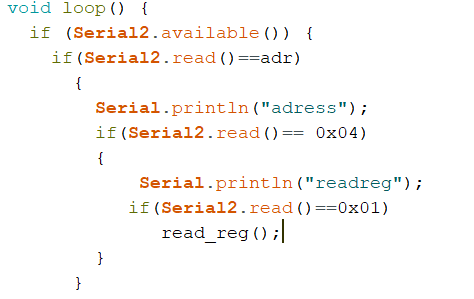 void loop() {
  if (Serial2.available()) {
    if(Serial2.read()==adr)
      {
        Serial.println("adress");
        if(Serial2.read()== 0x04)
        {
            Serial.println("readreg");
           if(Serial2.read()==0x01)
              read_reg();
        }
      }